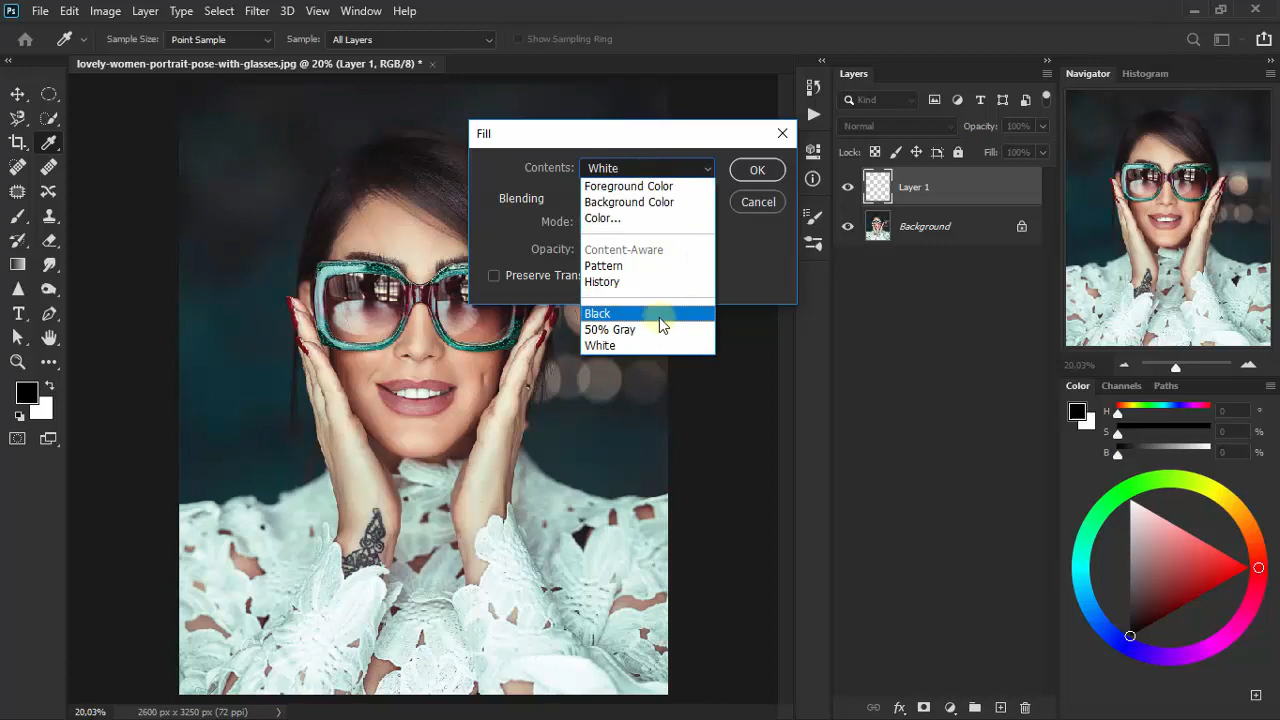 Ps File Edit Image Layer Type Select Filter 3D View Window Help
Sample Size: Point Sample Sample: All Layers Show Sampling Ring
lovely-women-portrait-pose-with-glasses.jpg @ 20% (Layer 1, RGB/8) *
Fill
Contents: White
OK
Foreground Color
Background Color
Color...
Cancel
Blending
Mode:
Content-Aware
Opacity:
Pattern
Preserve Trans
History
Black
50% Gray
White
Layers
Kind
Normal Opacity: 100%
Lock: Fill: 100%
Layer 1
Background
Navigator Histogram
20,03%
Color Channels Paths
H 0 °
S 0 %
B 0 %
20,03% 2600 px x 3250 px (72 ppi)